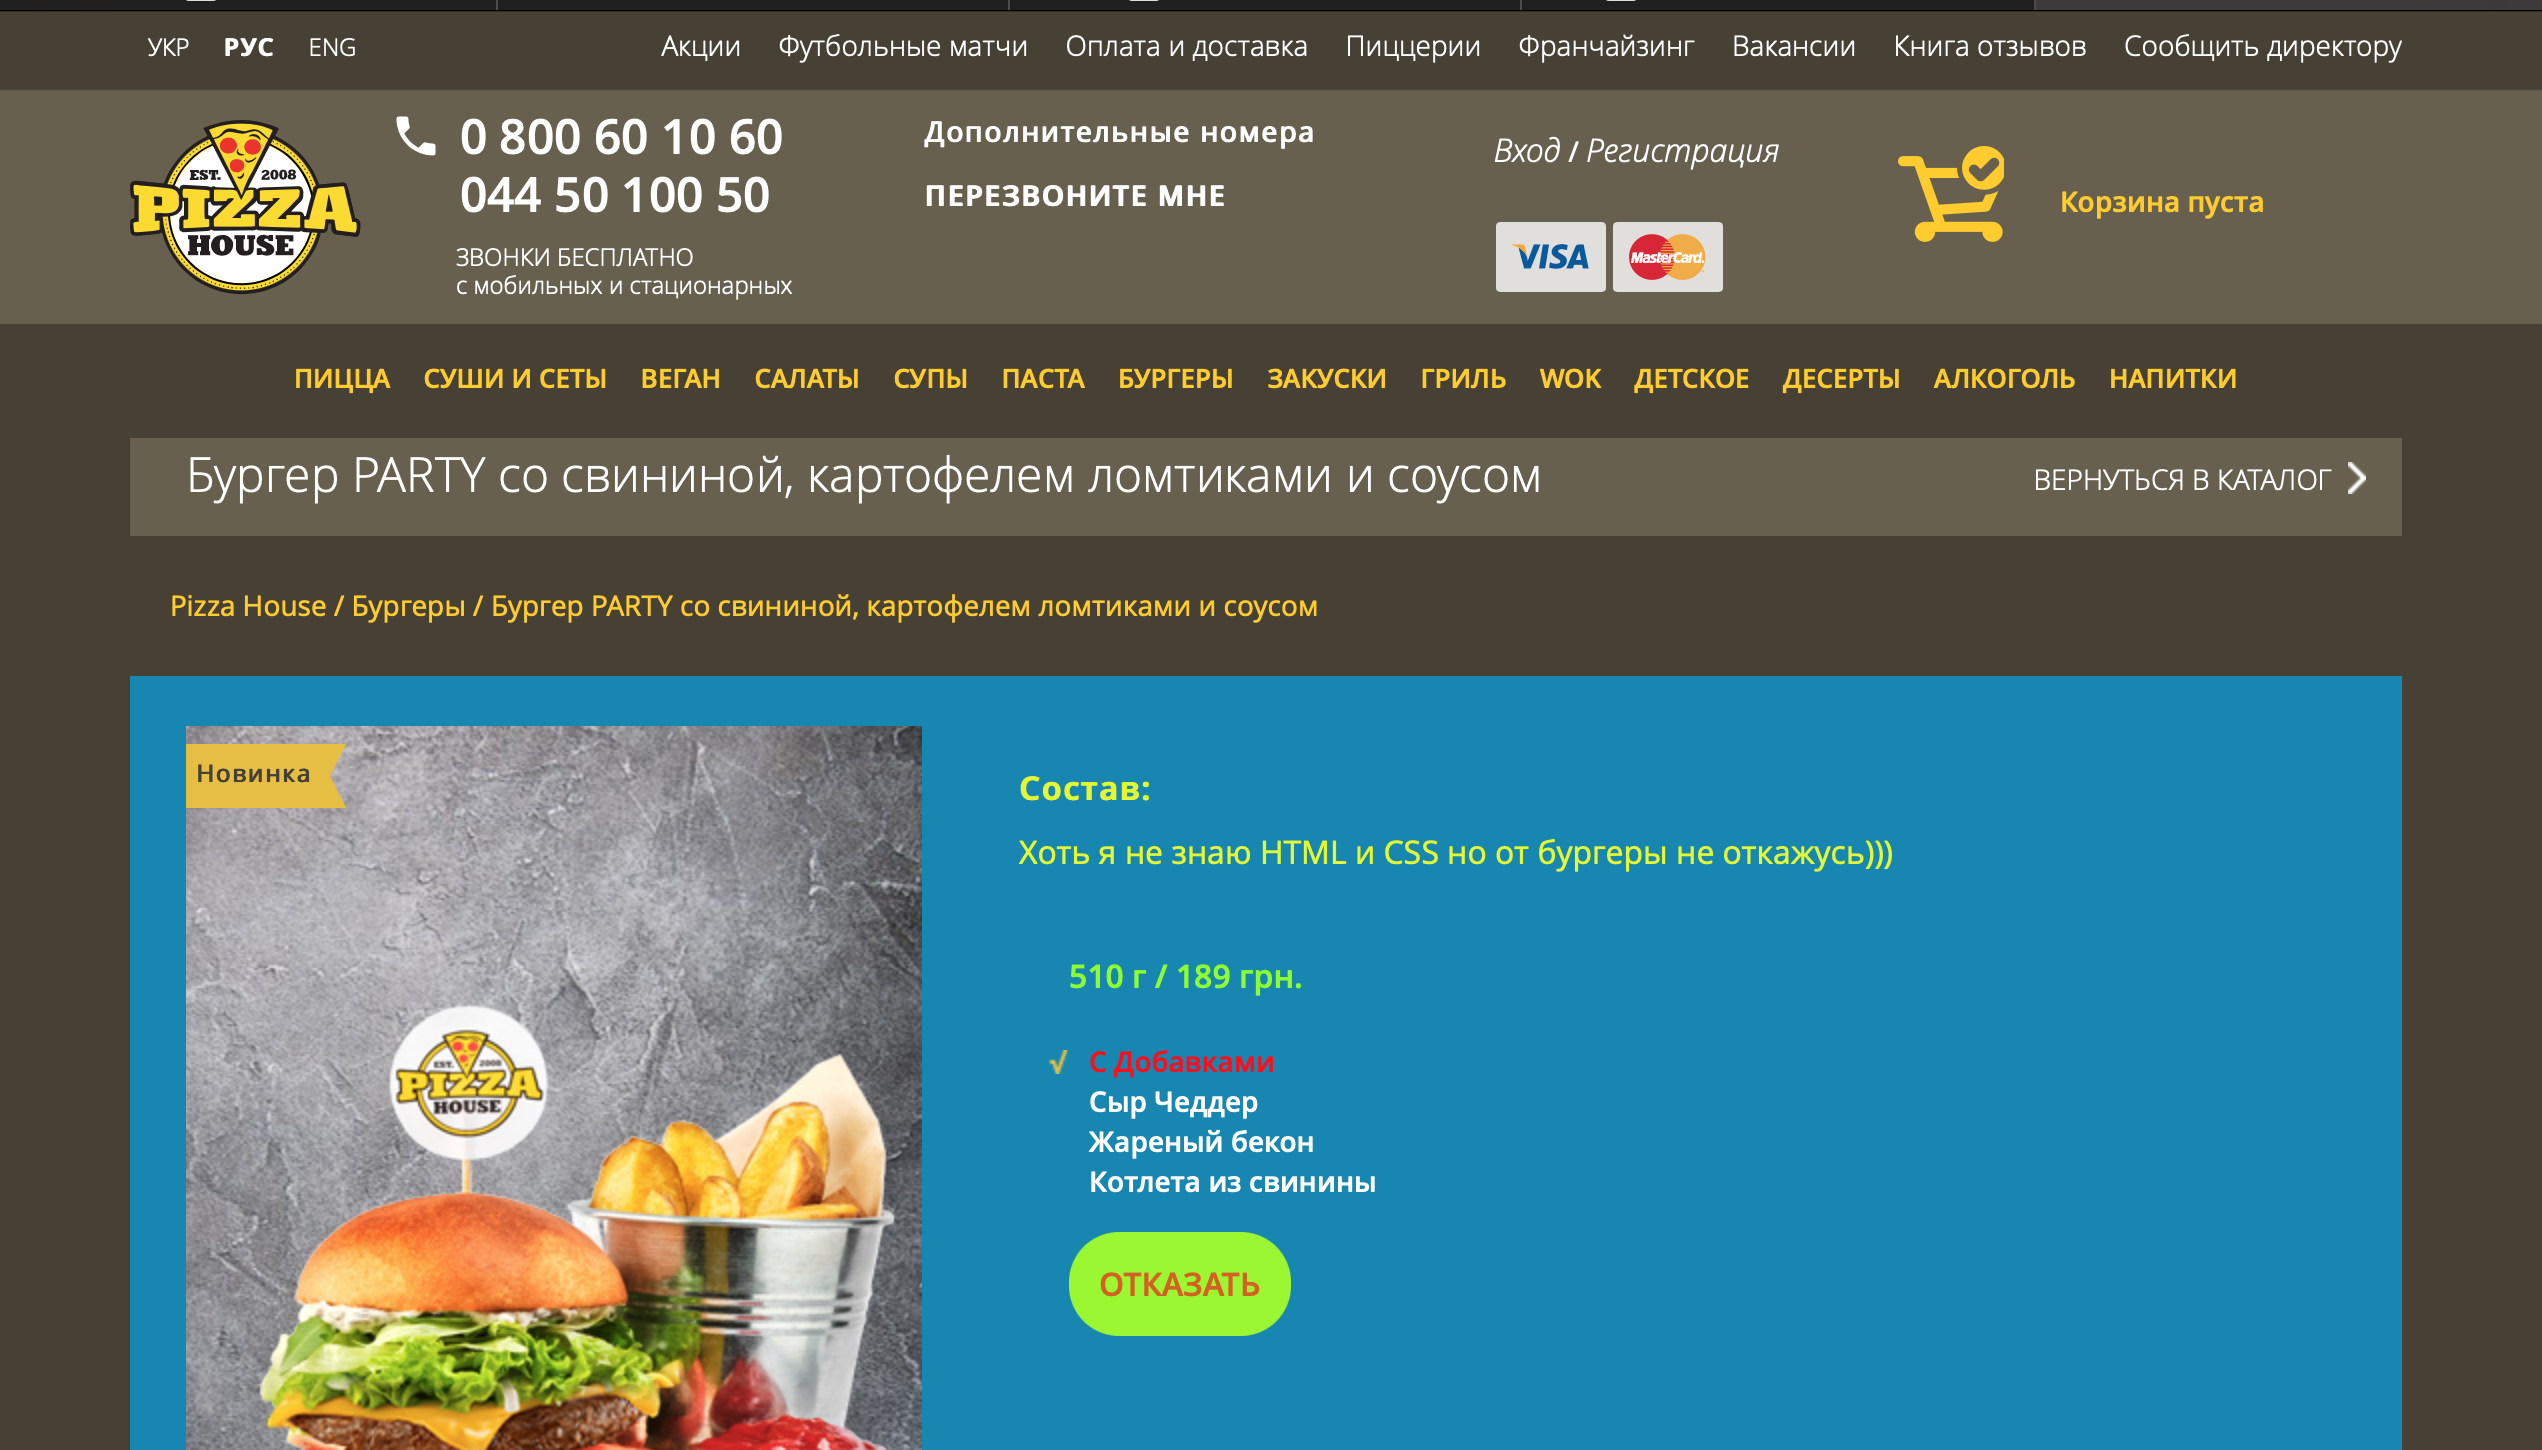 УКР РУС ENG Акции Футбольные матчи Оплата и доставка Пиццерии Франчайзинг Вакансии Книга отзывов Сообщить директору
EST. 2008
PIZZA
HOUSE
0 800 60 10 60
044 50 100 50
ЗВОНКИ БЕСПЛАТНО
с мобильных и стационарных
Дополнительные номера
ПЕРЕЗВОНИТЕ МНЕ
Вход / Регистрация
VISA MasterCard.
Корзина пуста
ПИЦЦА СУШИ И СЕТЫ ВЕГАН САЛАТЫ СУПЫ ПАСТА БУРГЕРЫ ЗАКУСКИ ГРИЛЬ WOK ДЕТСКОЕ ДЕСЕРТЫ АЛКОГОЛЬ НАПИТКИ
Бургер PARTY со свининой, картофелем ломтиками и соусом
ВЕРНУТЬСЯ В КАТАЛОГ
Pizza House / Бургеры / Бургер PARTY со свининой, картофелем ломтиками и соусом
Новинка
EST. 2008
PIZZA
HOUSE
Состав:
Хоть я не знаю HTML и CSS но от бургеры не откажусь)))
510 г / 189 грн.
√ С Добавками
Сыр Чеддер
Жареный бекон
Котлета из свинины
ОТКАЗАТЬ